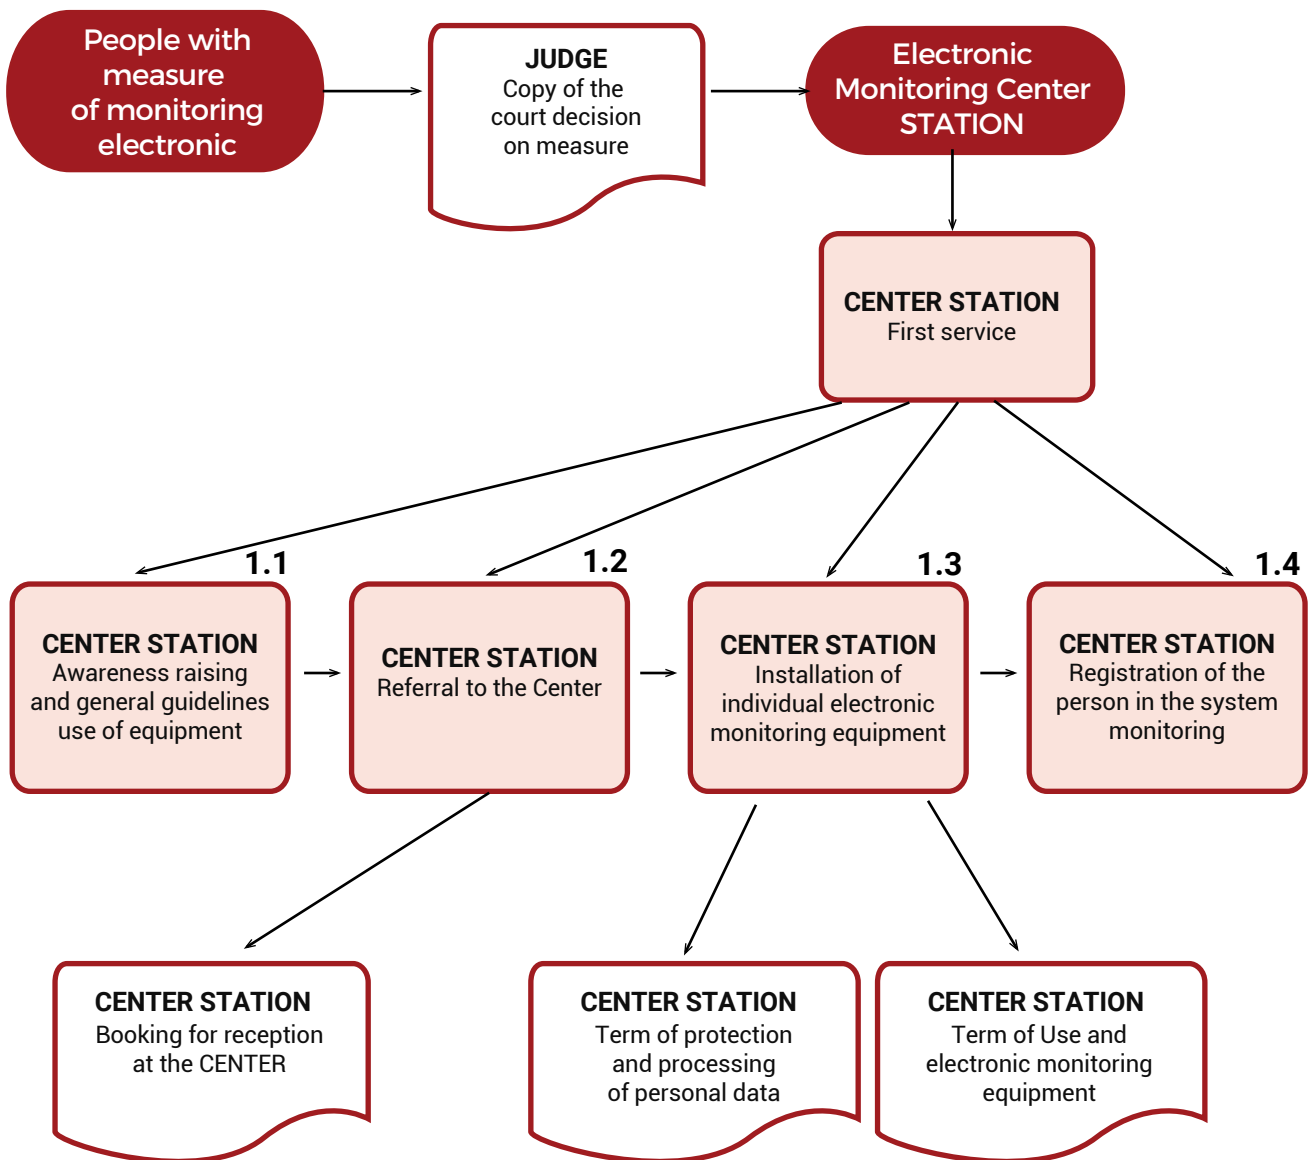 People with
measure
of monitoring
electronic
JUDGE
Copy of the
court decision
on measure
Electronic
Monitoring Center
STATION
CENTER STATION
First service
1.1
CENTER STATION
Awareness raising
and general guidelines
use of equipment
1.2
CENTER STATION
Referral to the Center
1.3
CENTER STATION
Installation of
individual electronic
monitoring equipment
1.4
CENTER STATION
Registration of the
person in the system
monitoring
CENTER STATION
Booking for reception
at the CENTER
CENTER STATION
Term of protection
and processing
of personal data
CENTER STATION
Term of Use and
electronic monitoring
equipment